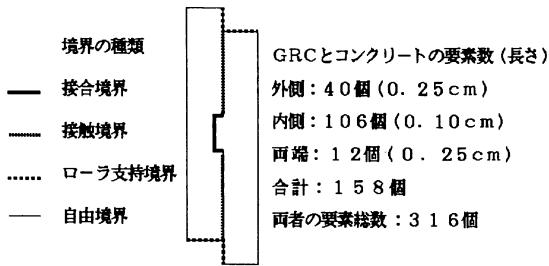 境界の種類
接合境界
接触境界
ローラ支持境界
自由境界
GRCとコンクリートの要素数(長さ)
外側:40個(0.25cm)
内側:106個(0.10cm)
両端:12個(0.25cm)
合計:158個
両者の要素総数:316個